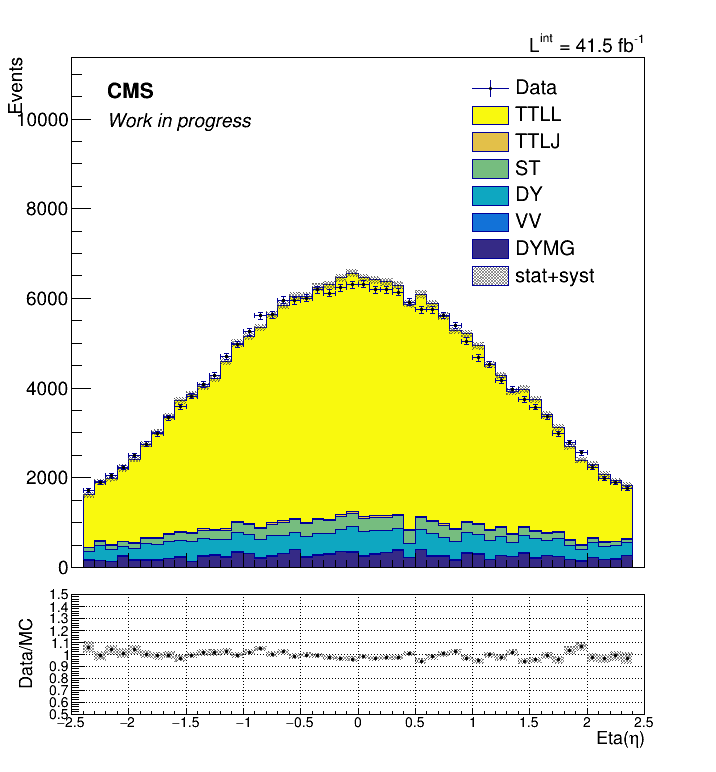 L^int = 41.5 fb^-1
Events
CMS
Work in progress
Data
TTLL
TTLJ
ST
DY
VV
DYMG
stat+syst
10000
8000
6000
4000
2000
0
Data/MC
1.5
1.4
1.3
1.2
1.1
1
0.9
0.8
0.7
0.6
0.5
−2.5 −2 −1.5 −1 −0.5 0 0.5 1 1.5 2 2.5
Eta(η)